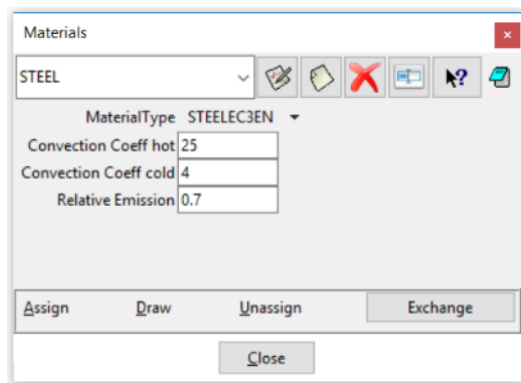 Materials
STEEL
MaterialType STEELEC3EN
Convection Coeff hot 25
Convection Coeff cold 4
Relative Emission 0.7
Assign Draw Unassign Exchange
Close